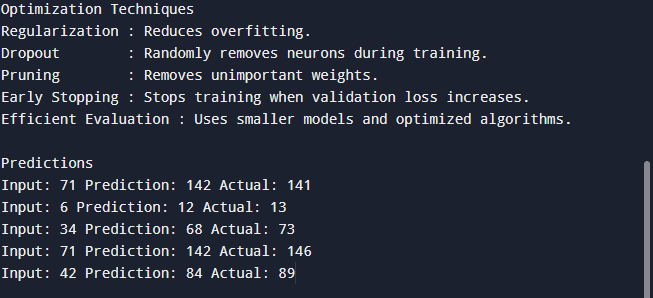 Optimization Techniques
Regularization : Reduces overfitting.
Dropout        : Randomly removes neurons during training.
Pruning        : Removes unimportant weights.
Early Stopping : Stops training when validation loss increases.
Efficient Evaluation : Uses smaller models and optimized algorithms.

Predictions
Input: 71 Prediction: 142 Actual: 141
Input: 6 Prediction: 12 Actual: 13
Input: 34 Prediction: 68 Actual: 73
Input: 71 Prediction: 142 Actual: 146
Input: 42 Prediction: 84 Actual: 89